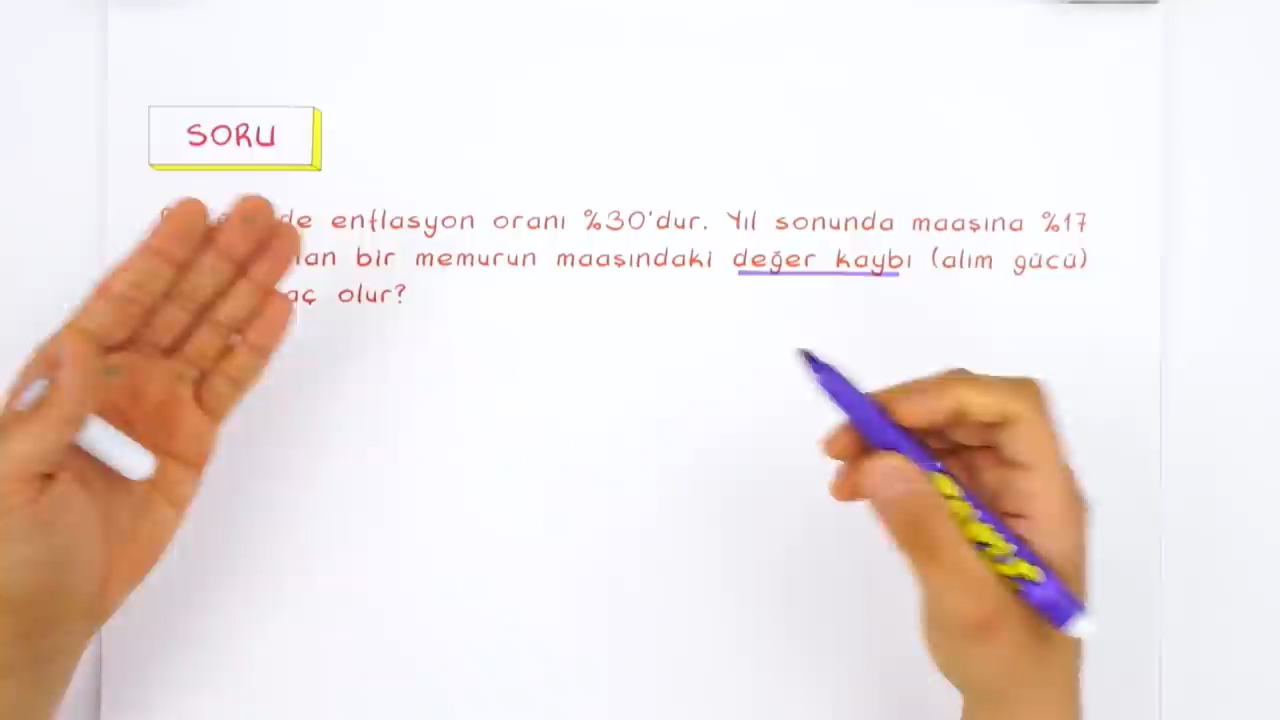 SORU
de enflasyon oranı %30'dur. Yıl sonunda maaşına %17
lan bir memurun maaşındaki değer kaybı (alım gücü)
aç olur?